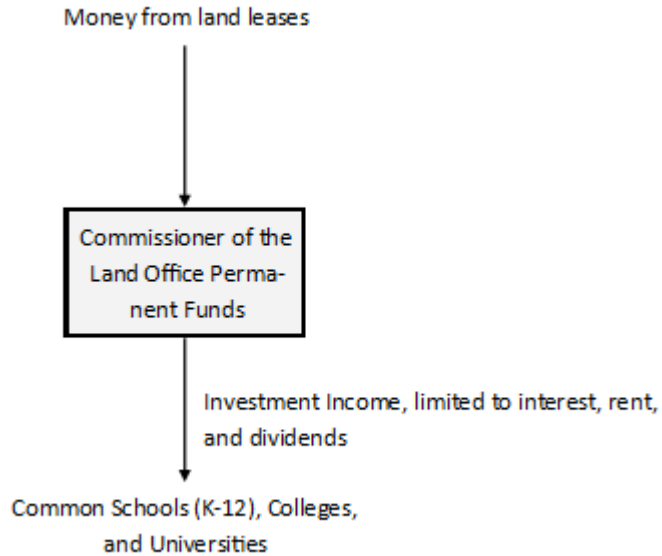 Money from land leases
Commissioner of the
Land Office Perma-
nent Funds
Investment Income, limited to interest, rent,
and dividends
Common Schools (K-12), Colleges,
and Universities